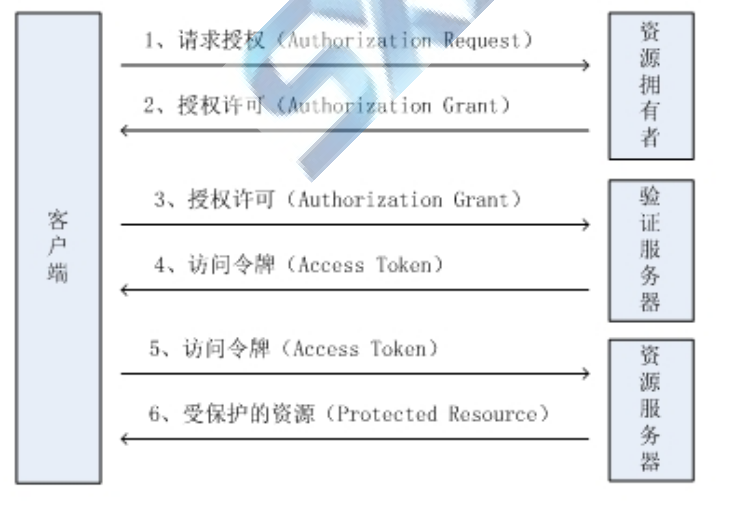 客户端
1、请求授权（Authorization Request）
2、授权许可（Authorization Grant）
资源拥有者
3、授权许可（Authorization Grant）
4、访问令牌（Access Token）
验证服务器
5、访问令牌（Access Token）
6、受保护的资源（Protected Resource）
资源服务器